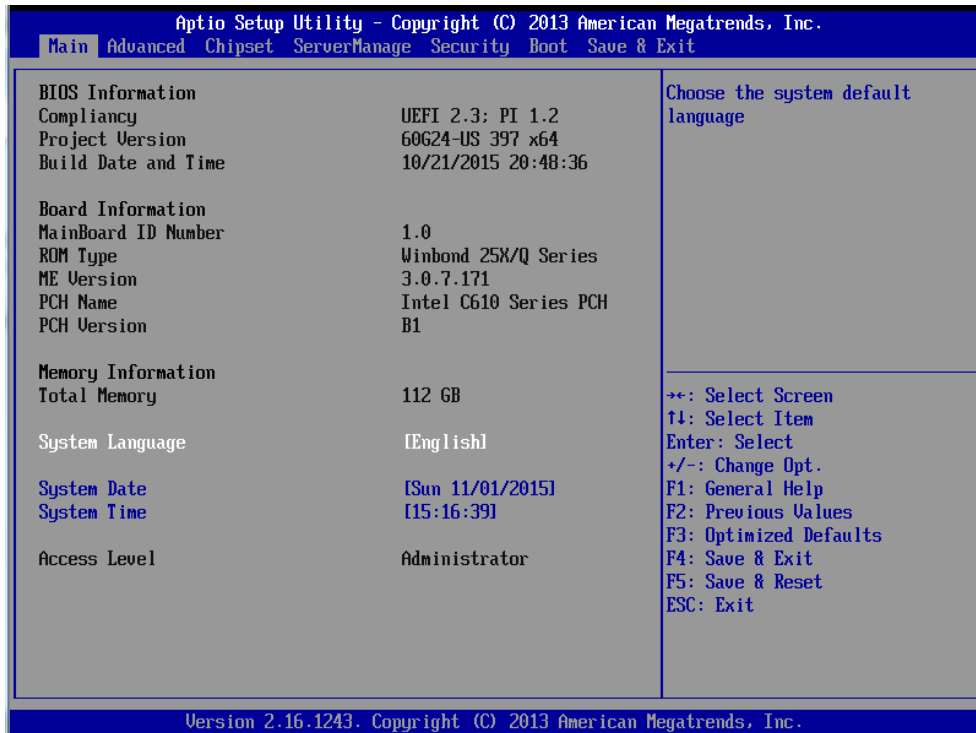 Aptio Setup Utility - Copyright (C) 2013 American Megatrends, Inc.
Main Advanced Chipset ServerManage Security Boot Save & Exit
BIOS Information
Compliancy UEFI 2.3; PI 1.2
Project Version 60G24-US 397 x64
Build Date and Time 10/21/2015 20:48:36
Board Information
MainBoard ID Number 1.0
ROM Type Winbond 25X/Q Series
ME Version 3.0.7.171
PCH Name Intel C610 Series PCH
PCH Version B1
Memory Information
Total Memory 112 GB
System Language [English]
System Date [Sun 11/01/2015]
System Time [15:16:39]
Access Level Administrator
Choose the system default
language
→←: Select Screen
↑↓: Select Item
Enter: Select
+/-: Change Opt.
F1: General Help
F2: Previous Values
F3: Optimized Defaults
F4: Save & Exit
F5: Save & Reset
ESC: Exit
Version 2.16.1243. Copyright (C) 2013 American Megatrends, Inc.